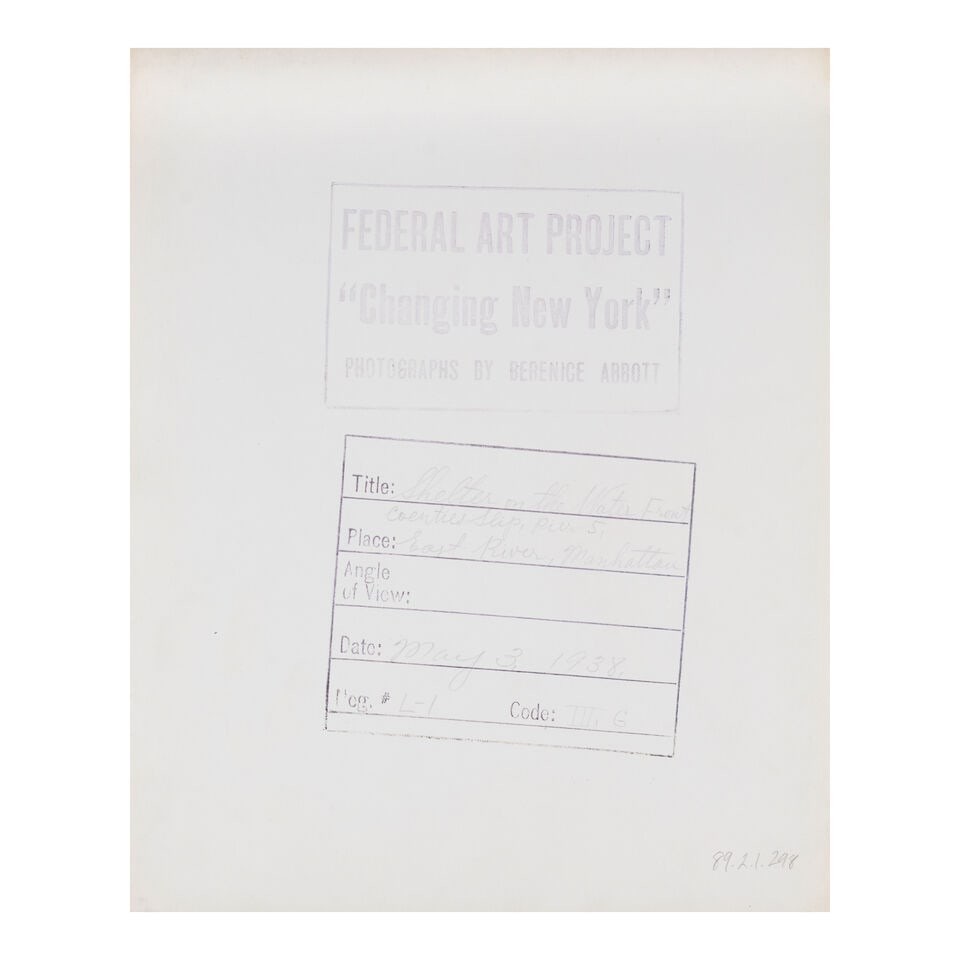 FEDERAL ART PROJECT
“Changing New York”
PHOTOGRAPHS BY BERENICE ABBOTT
Title: Shelter on the Water Front
Coenties Slip, Pier 5,
Place: East River, Manhattan
Angle
of View:
Date: May 3, 1938.
Neg. # L-1 Code: III. G
89.2.1.298